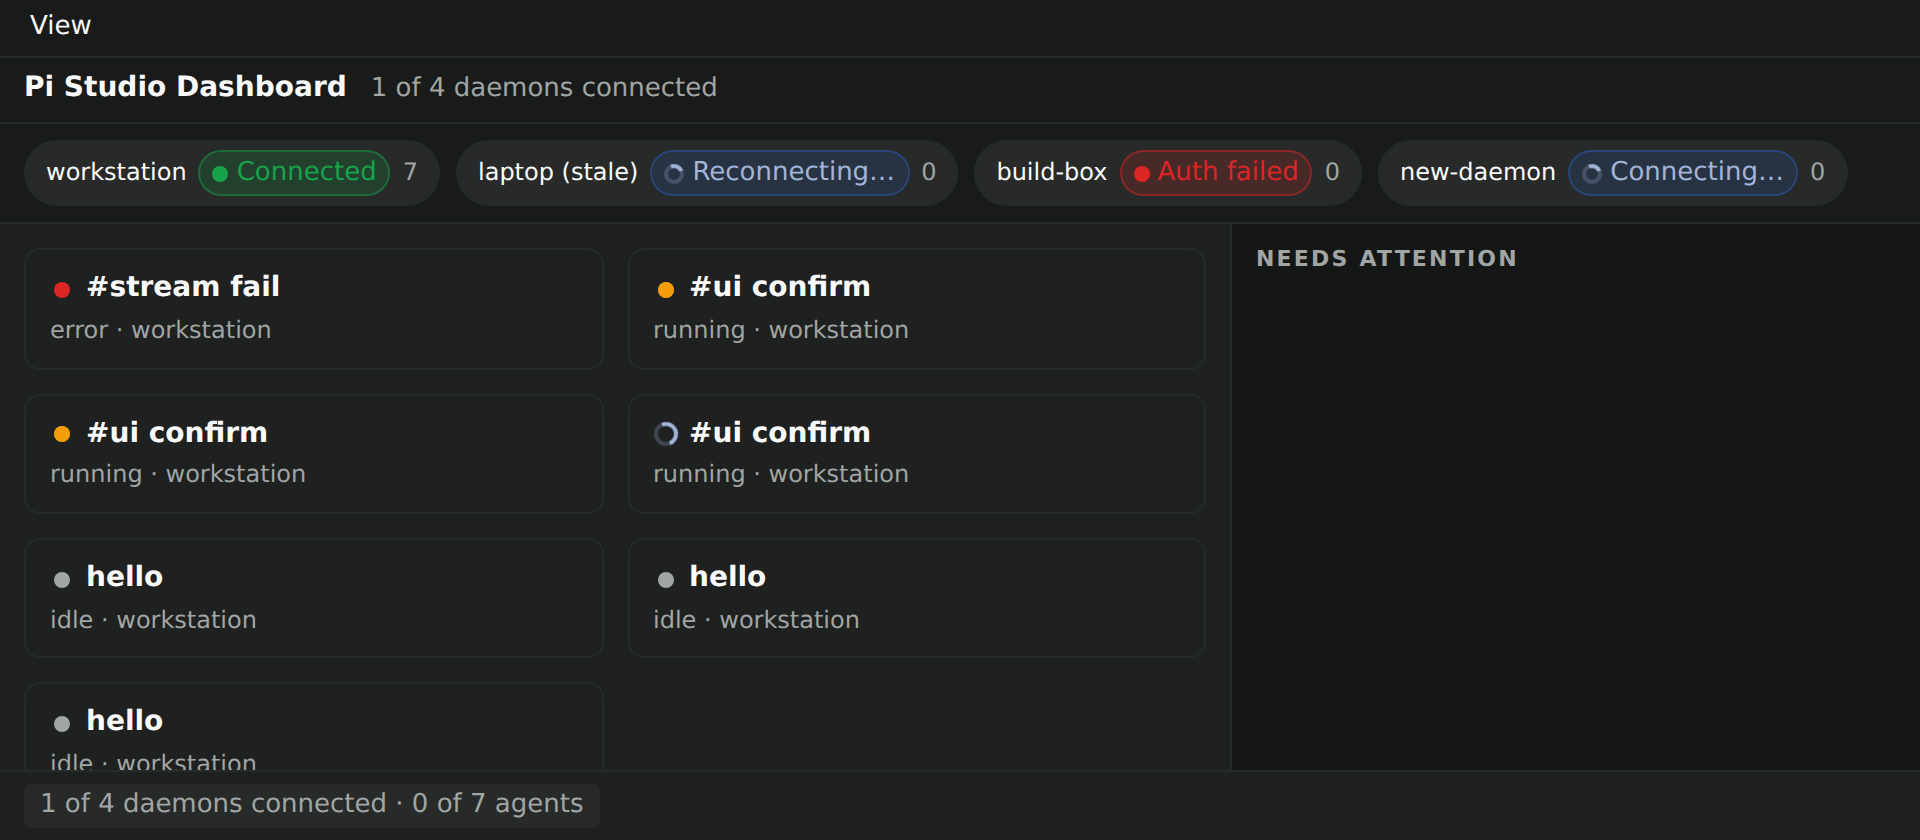 View
Pi Studio Dashboard 1 of 4 daemons connected
workstation Connected 7 laptop (stale) Reconnecting… 0 build-box Auth failed 0 new-daemon Connecting… 0
#stream fail
error · workstation
#ui confirm
running · workstation
#ui confirm
running · workstation
#ui confirm
running · workstation
hello
idle · workstation
hello
idle · workstation
hello
idle · workstation
NEEDS ATTENTION
1 of 4 daemons connected · 0 of 7 agents